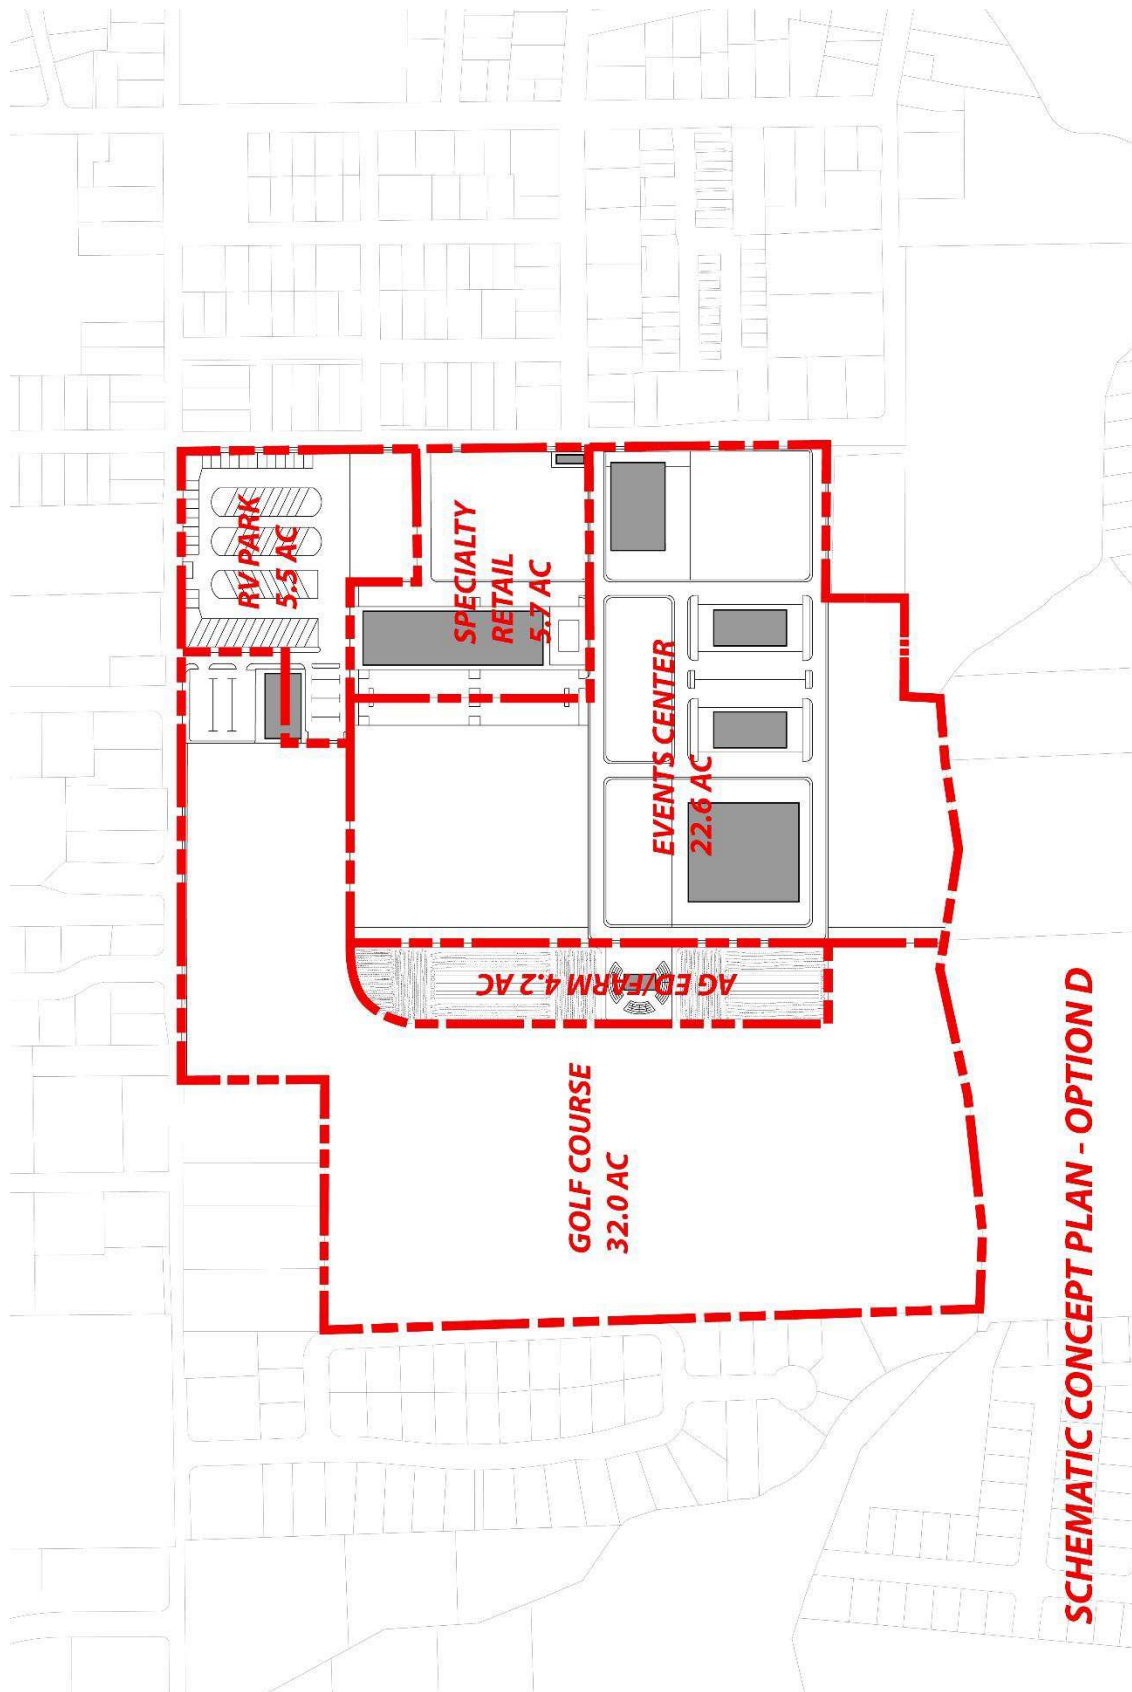 RV PARK
5.5 AC
SPECIALTY
RETAIL
5.7 AC
EVENTS CENTER
22.6 AC
AG ED/FARM 4.2 AC
GOLF COURSE
32.0 AC
SCHEMATIC CONCEPT PLAN - OPTION D